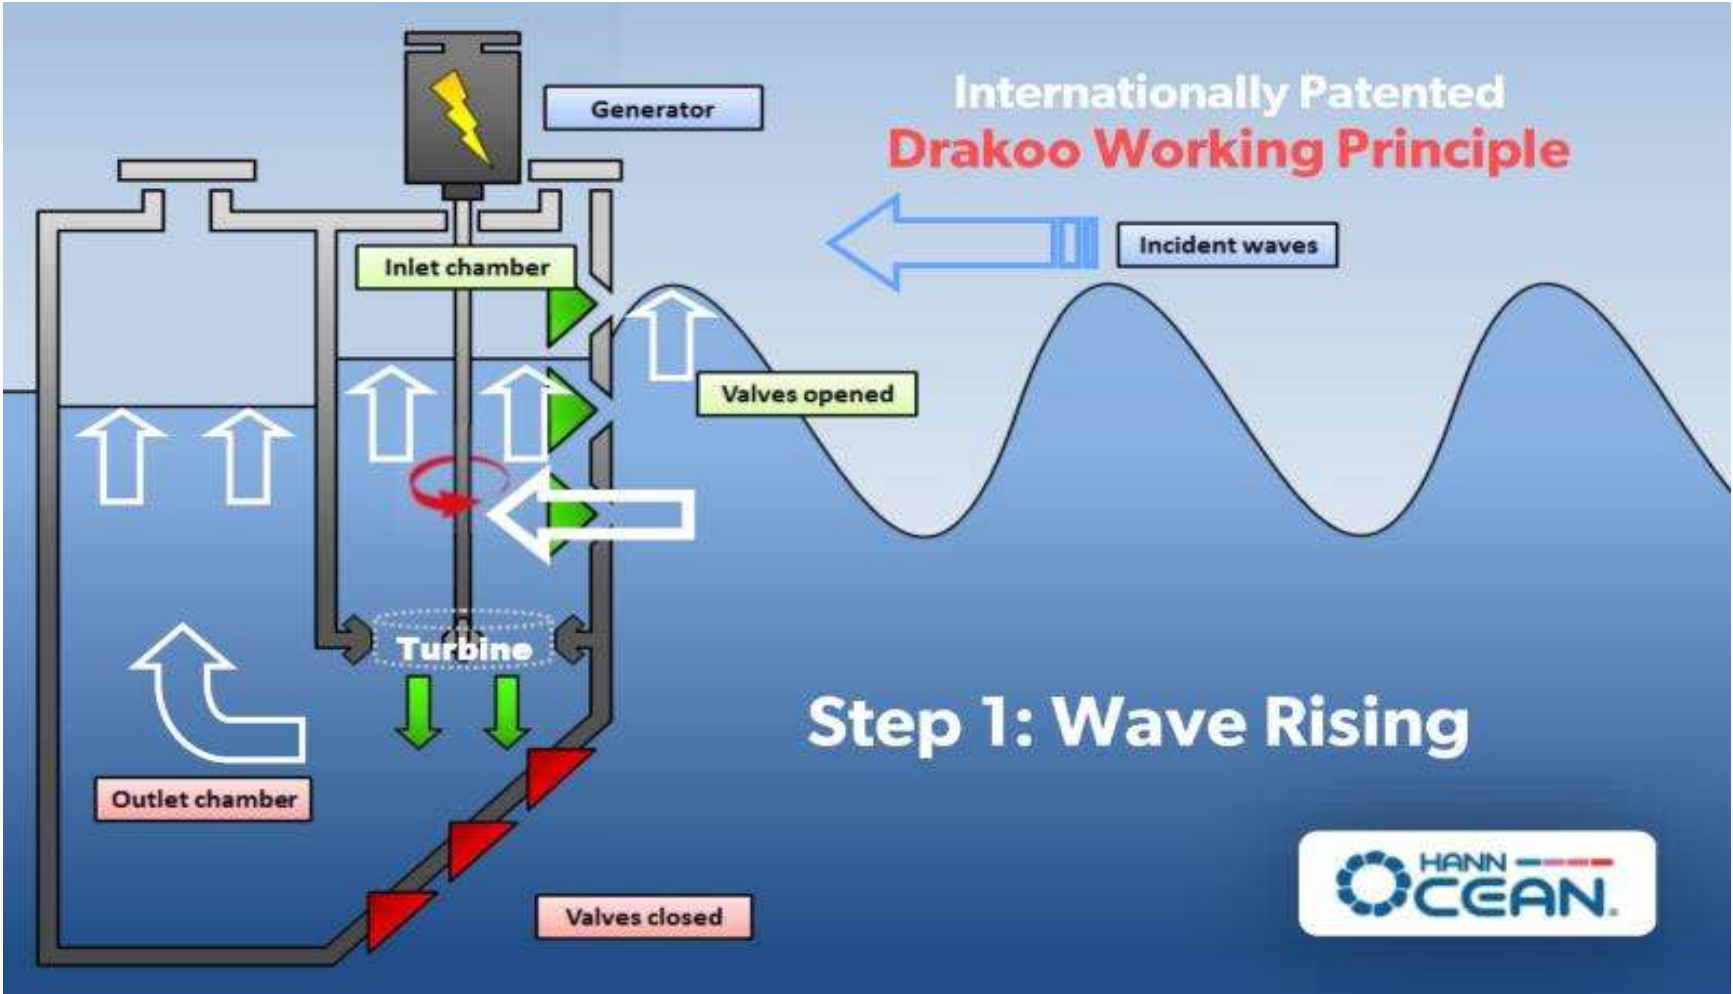 Generator
Internationally Patented
Drakoo Working Principle
Incident waves
Inlet chamber
Valves opened
Turbine
Step 1: Wave Rising
Outlet chamber
Valves closed
HANN
OCEAN®